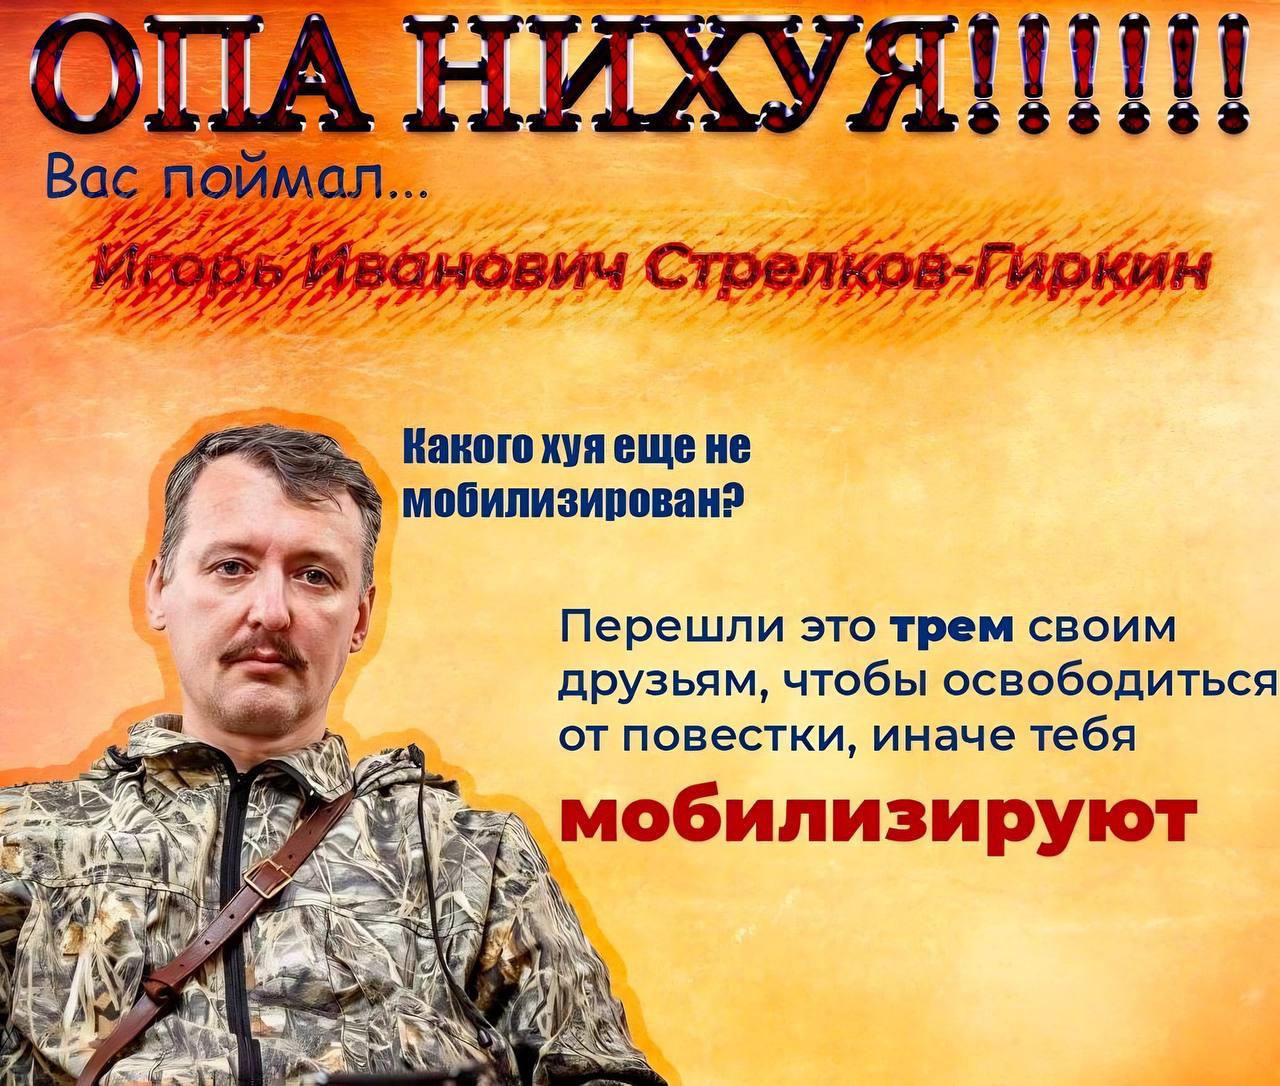 ОПА НИХУЯ!!!!!!
Вас поймал...
Игорь Иванович Стрелков-Гиркин
Какого хуя еще не
мобилизирован?
Перешли это трем своим
друзьям, чтобы освободиться
от повестки, иначе тебя
мобилизируют